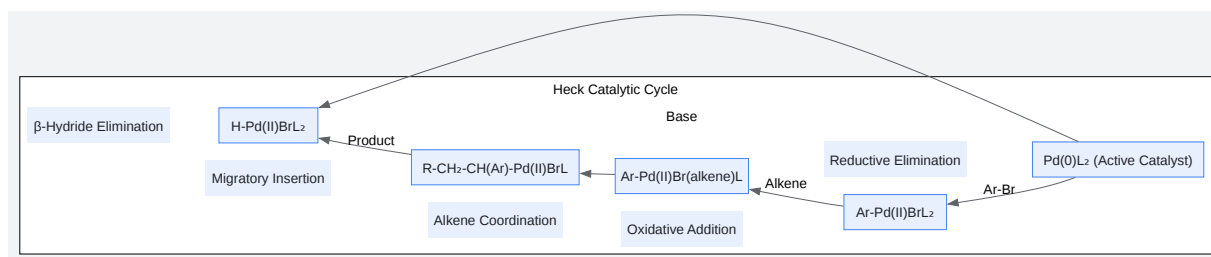 Heck Catalytic Cycle
Base
β-Hydride Elimination
H-Pd(II)BrL₂
Product
Migratory Insertion
R-CH₂-CH(Ar)-Pd(II)BrL
Alkene Coordination
Ar-Pd(II)Br(alkene)L
Oxidative Addition
Alkene
Reductive Elimination
Ar-Pd(II)BrL₂
Ar-Br
Pd(0)L₂ (Active Catalyst)